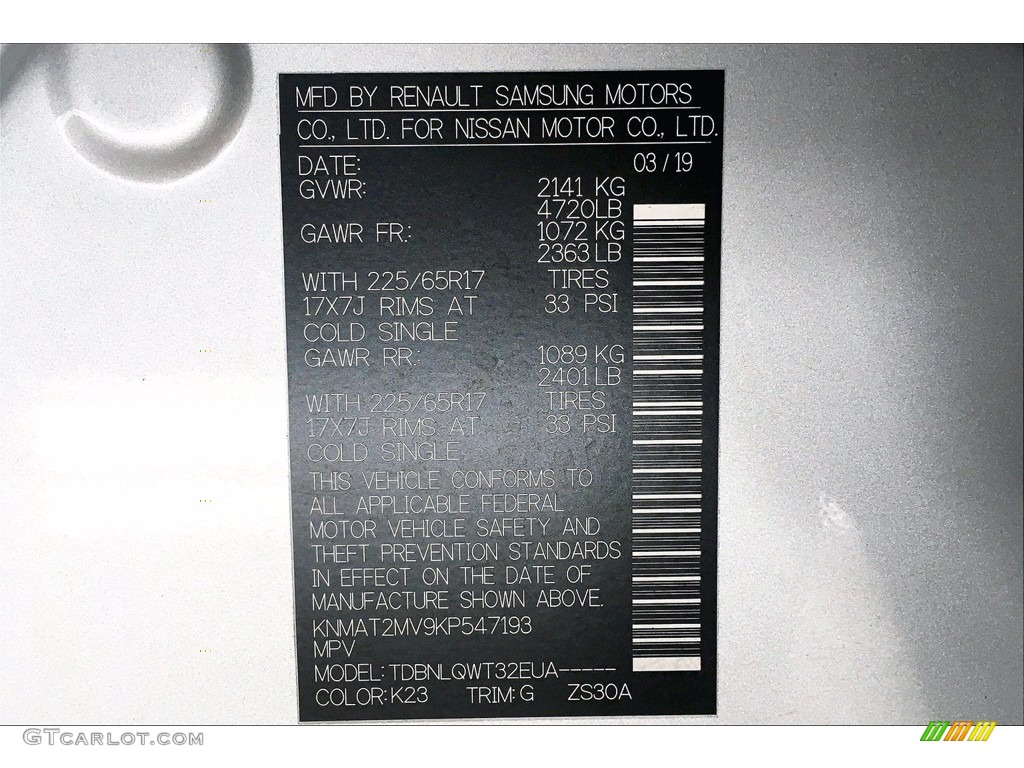 MFD BY RENAULT SAMSUNG MOTORS
CO., LTD. FOR NISSAN MOTOR CO., LTD.
DATE: 03 / 19
GVWR: 2141 KG
4720LB
GAWR FR.: 1072 KG
2363 LB
WITH 225/65R17 TIRES
17X7J RIMS AT 33 PSI
COLD SINGLE
GAWR RR.: 1089 KG
2401 LB
WITH 225/65R17 TIRES
17X7J RIMS AT 33 PSI
COLD SINGLE
THIS VEHICLE CONFORMS TO
ALL APPLICABLE FEDERAL
MOTOR VEHICLE SAFETY AND
THEFT PREVENTION STANDARDS
IN EFFECT ON THE DATE OF
MANUFACTURE SHOWN ABOVE.
KNMAT2MV9KP547193
MPV
MODEL: TDBNLQWT32EUA-----
COLOR: K23 TRIM: G ZS30A
GTcarlot.com